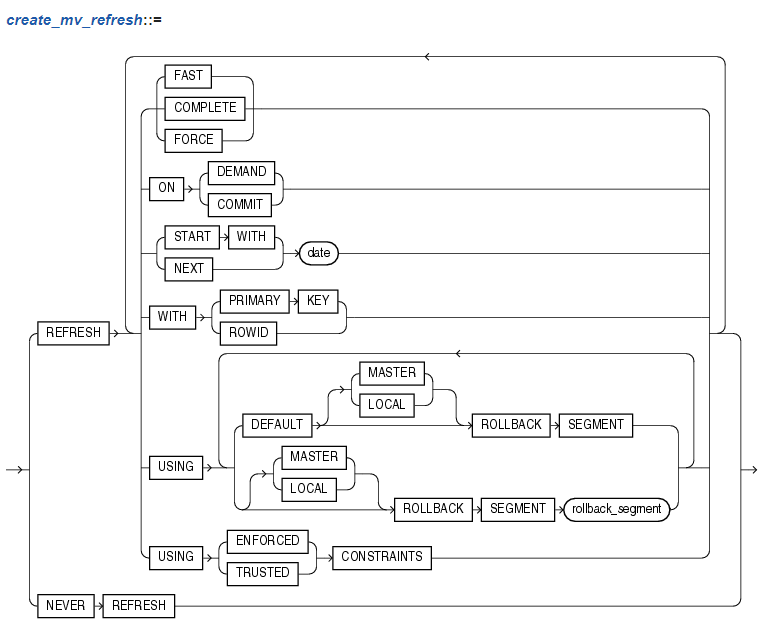 create_mv_refresh::=
FAST
COMPLETE
FORCE
ON DEMAND
COMMIT
START WITH
NEXT date
WITH PRIMARY KEY
ROWID
REFRESH
MASTER
LOCAL
DEFAULT ROLLBACK SEGMENT
USING
MASTER
LOCAL
ROLLBACK SEGMENT rollback_segment
USING ENFORCED
TRUSTED CONSTRAINTS
NEVER REFRESH